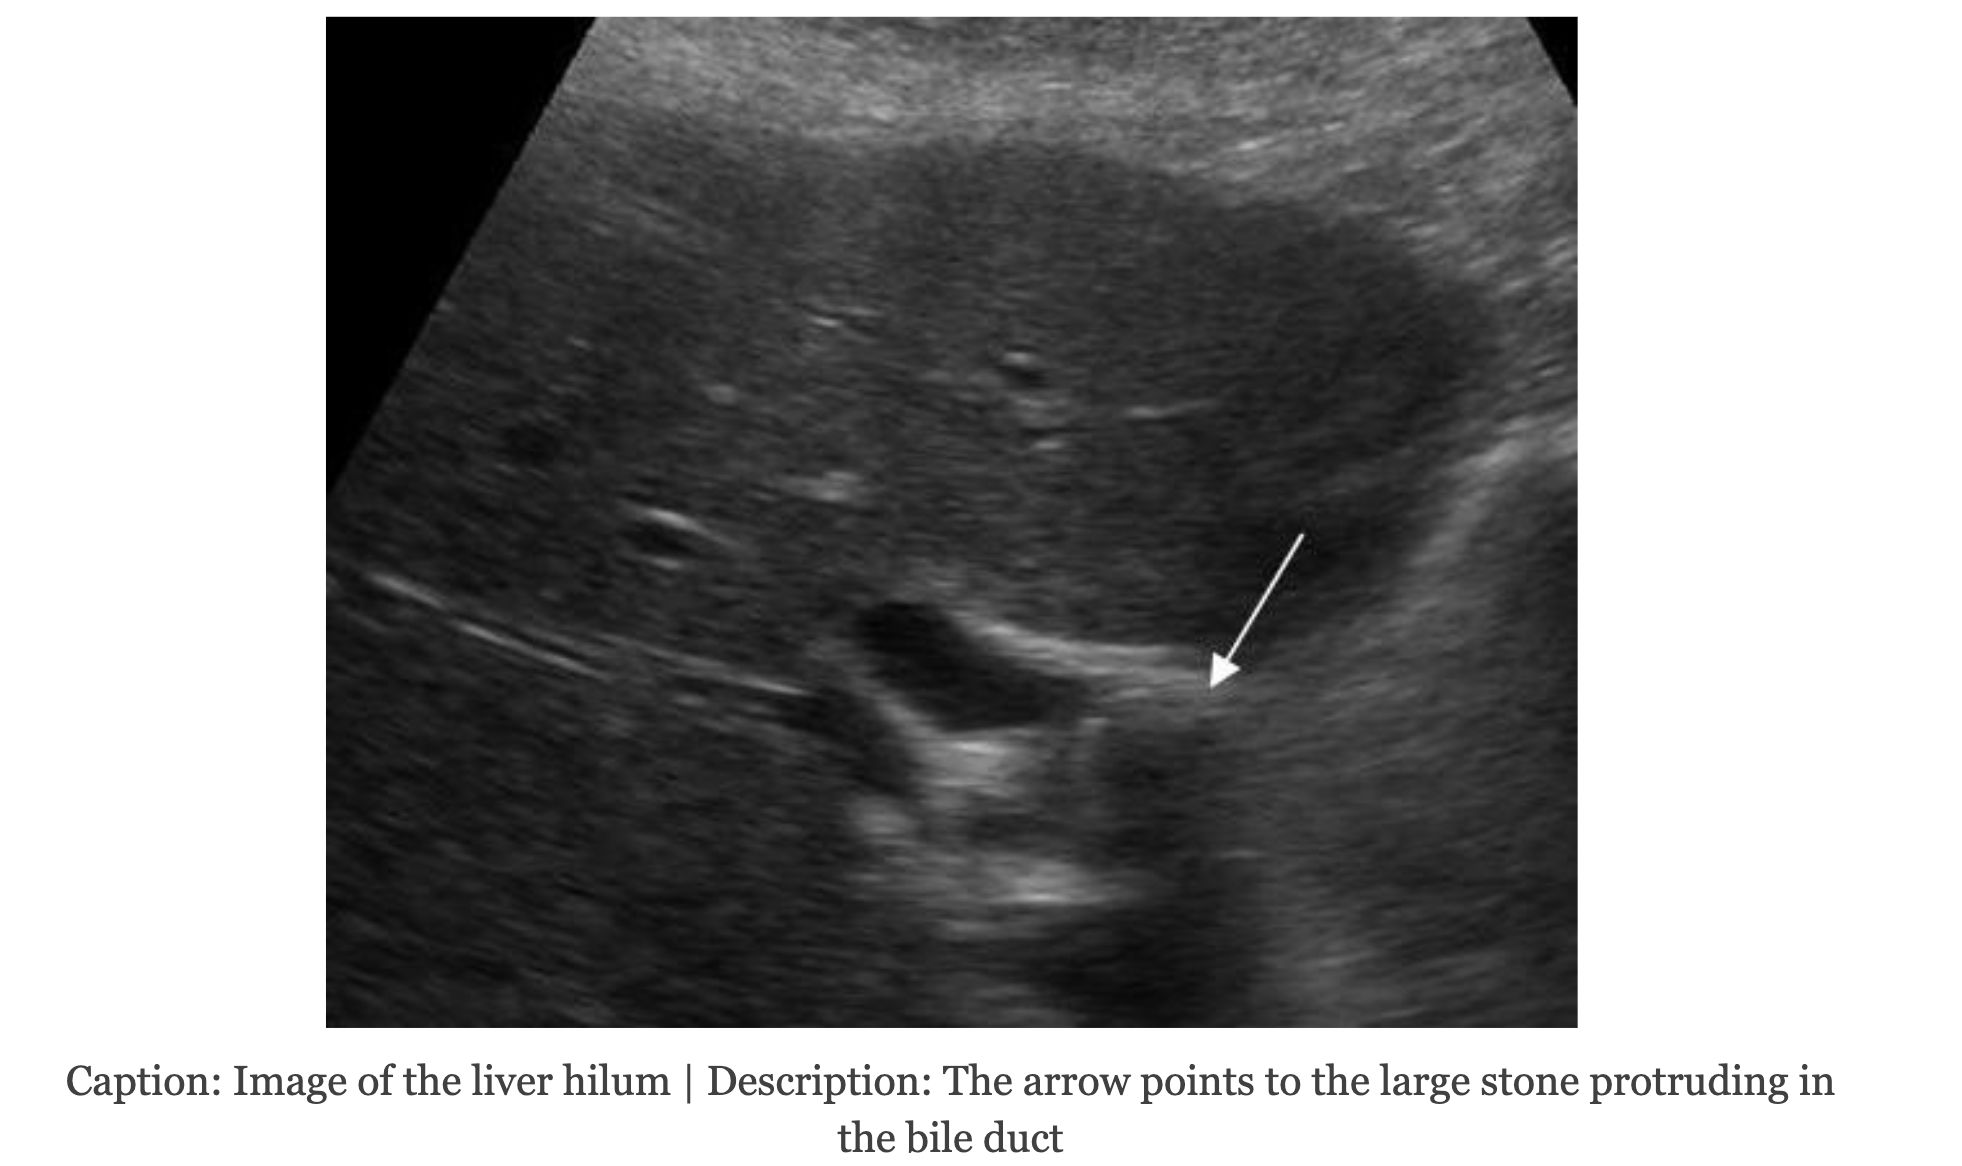 Caption: Image of the liver hilum | Description: The arrow points to the large stone protruding in
the bile duct